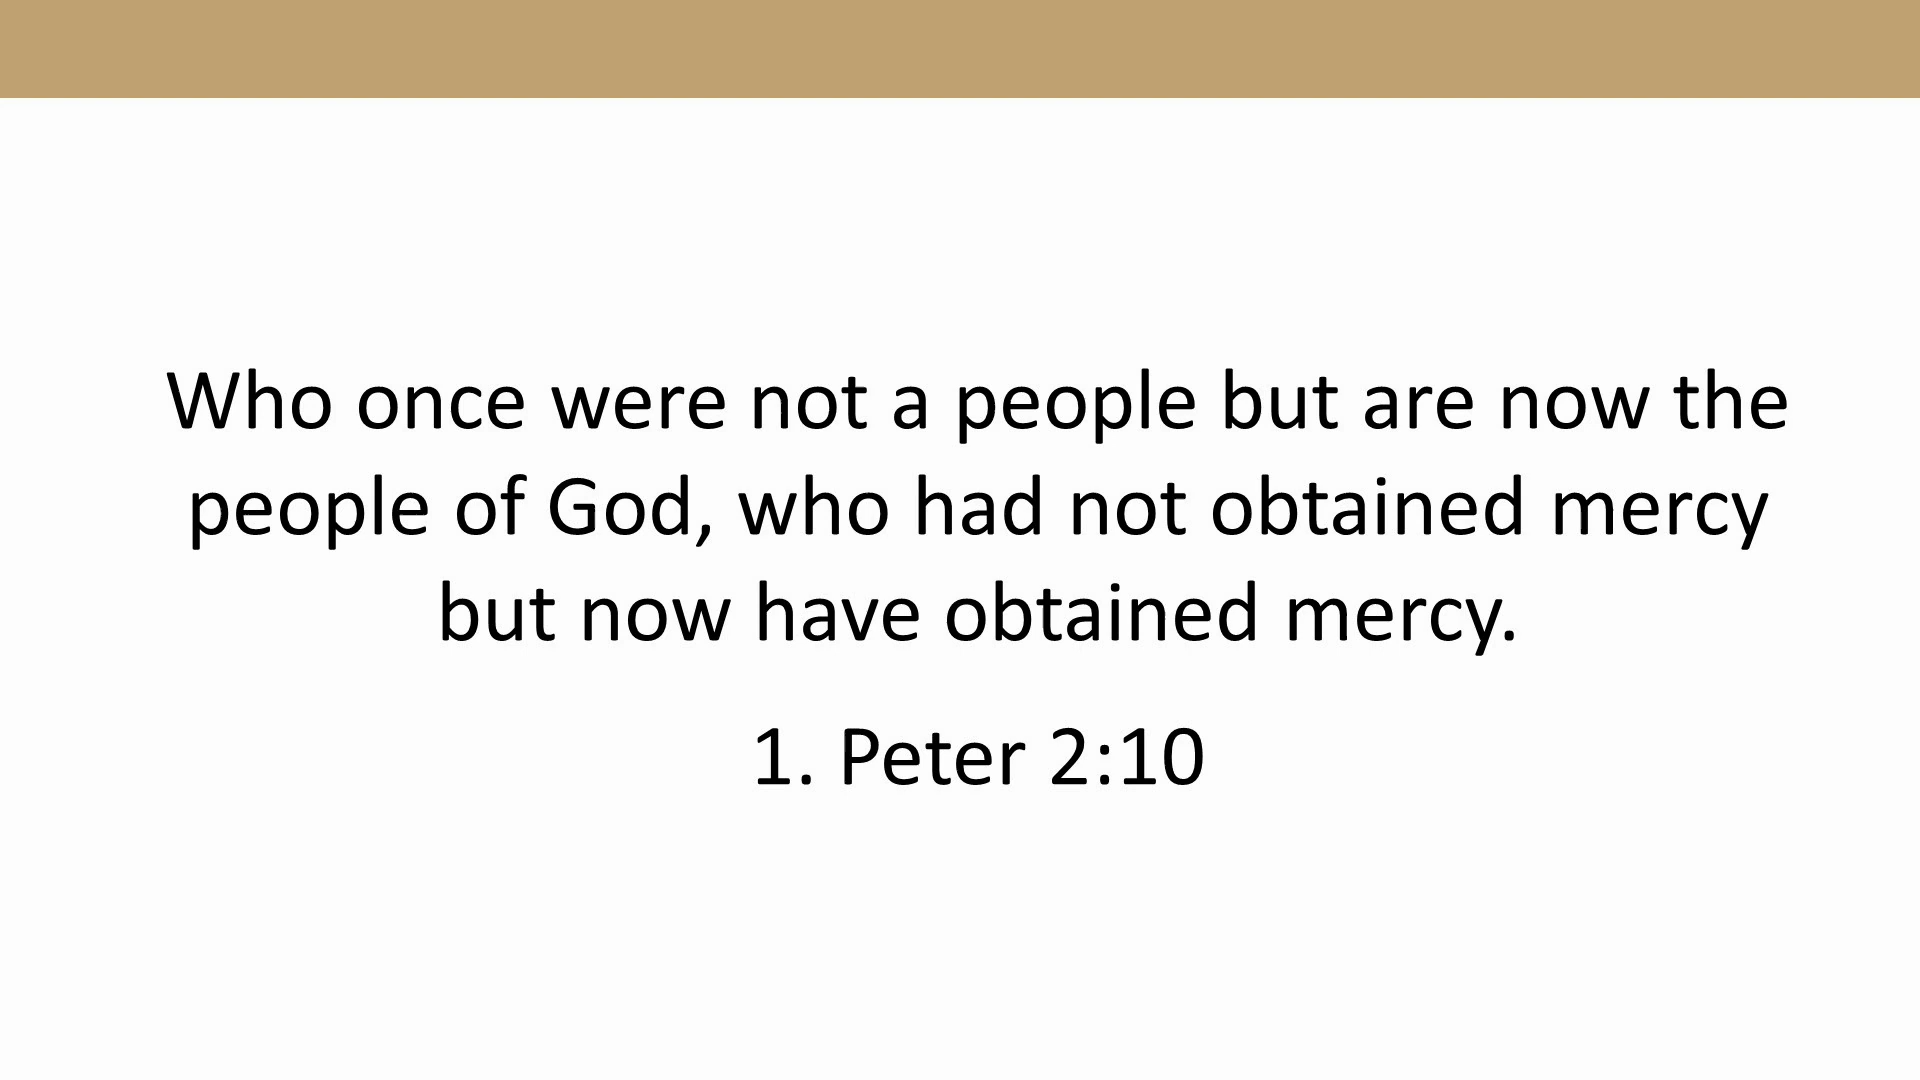 Who once were not a people but are now the
people of God, who had not obtained mercy
but now have obtained mercy.
1. Peter 2:10